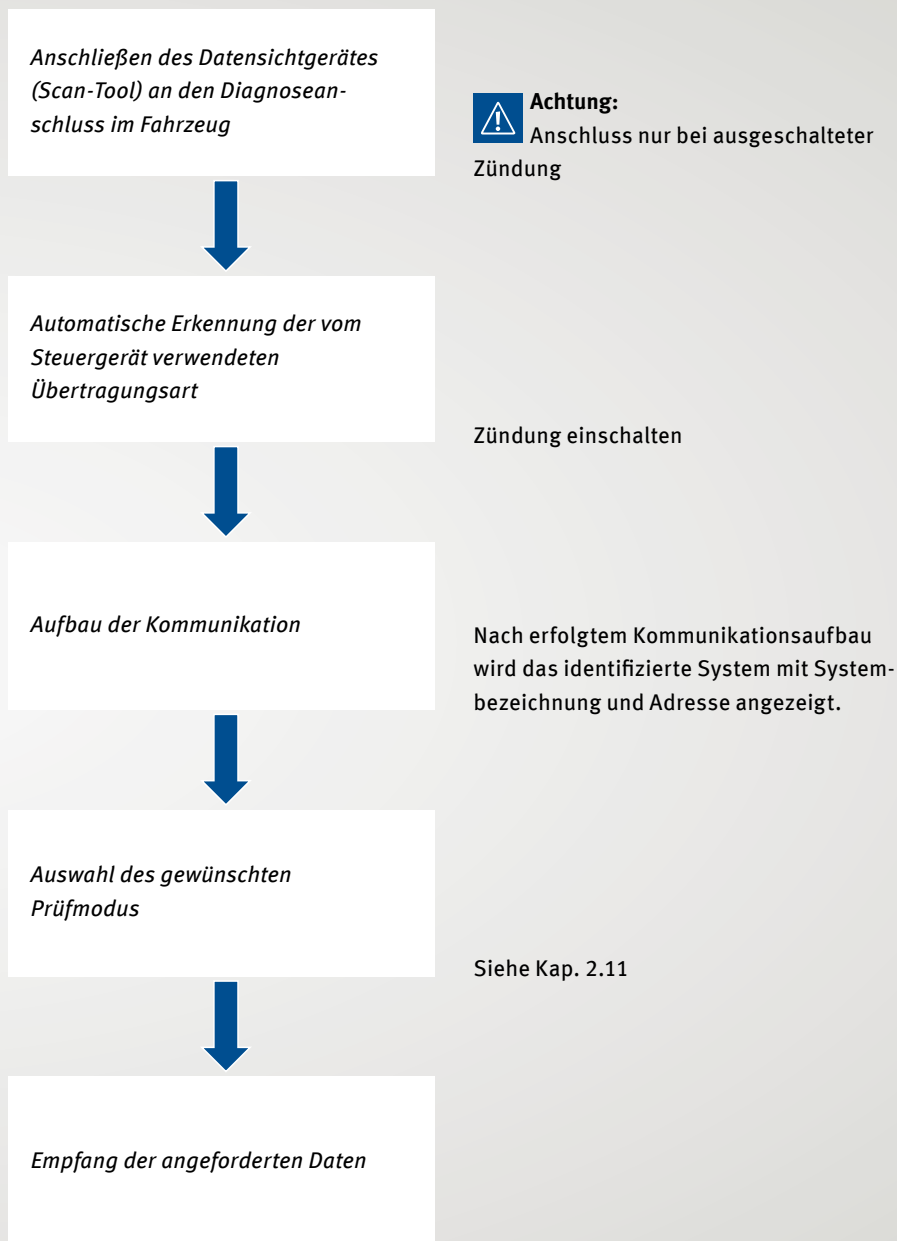 Anschließen des Datensichtgerätes
(Scan-Tool) an den Diagnosean-
schluss im Fahrzeug
Achtung:
Anschluss nur bei ausgeschalteter
Zündung
Automatische Erkennung der vom
Steuergerät verwendeten
Übertragungsart
Zündung einschalten
Aufbau der Kommunikation
Nach erfolgtem Kommunikationsaufbau
wird das identifizierte System mit System-
bezeichnung und Adresse angezeigt.
Auswahl des gewünschten
Prüfmodus
Siehe Kap. 2.11
Empfang der angeforderten Daten